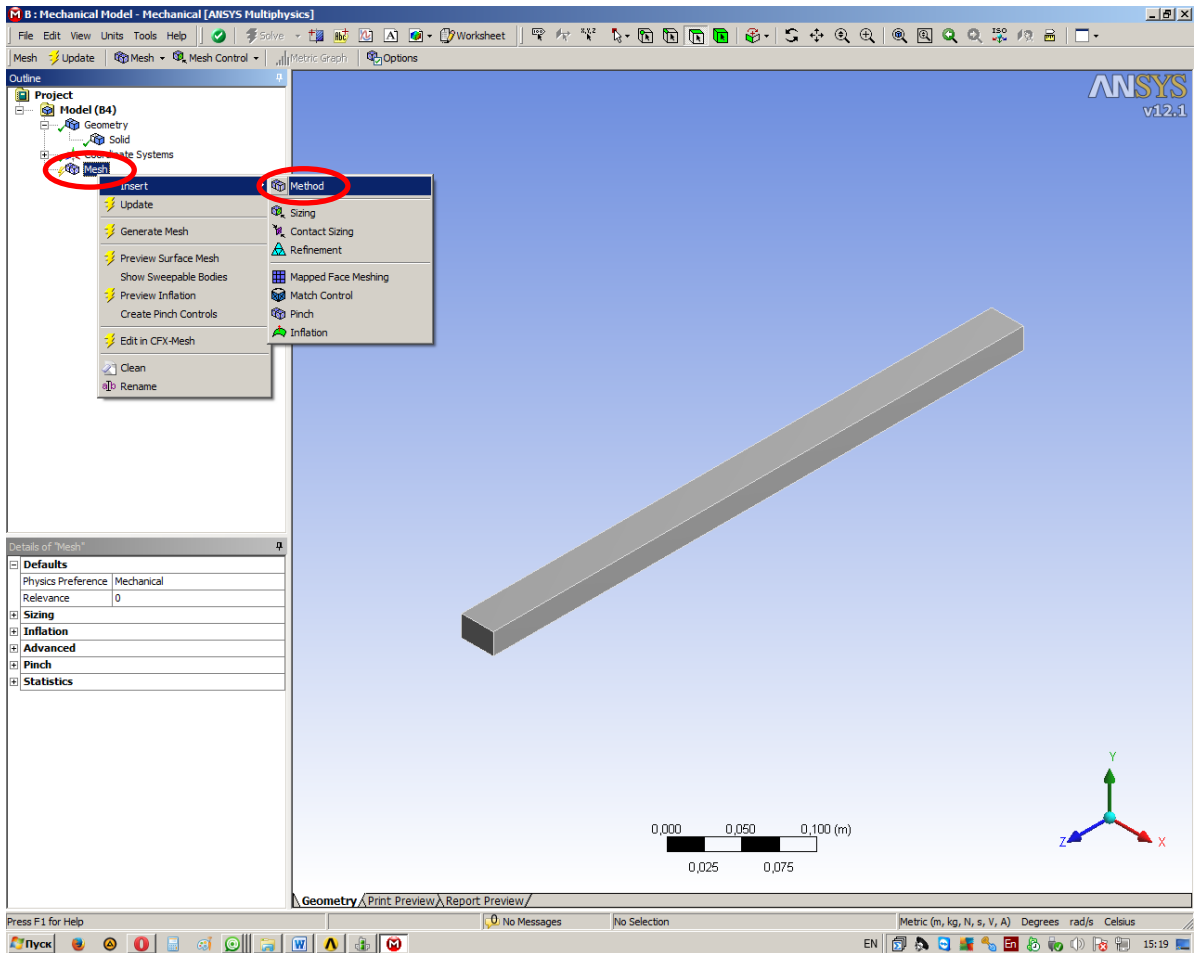 B : Mechanical Model - Mechanical [ANSYS Multiphysics]
File Edit View Units Tools Help Solve Worksheet
Mesh Update Mesh Mesh Control Metric Graph Options
Outline
Project
Model (B4)
Geometry
Solid
Coordinate Systems
Mesh
Insert
Update
Generate Mesh
Preview Surface Mesh
Show Sweepable Bodies
Preview Inflation
Create Pinch Controls
Edit in CFX-Mesh
Clean
Rename
Method
Sizing
Contact Sizing
Refinement
Mapped Face Meshing
Match Control
Pinch
Inflation
ANSYS
v12.1
Details of "Mesh"
Defaults
Physics Preference Mechanical
Relevance 0
Sizing
Inflation
Advanced
Pinch
Statistics
0,000 0,050 0,100 (m)
0,025 0,075
Y
Z X
Geometry Print Preview Report Preview
Press F1 for Help 0 No Messages No Selection Metric (m, kg, N, s, V, A) Degrees rad/s Celsius
Пуск EN En 15:19